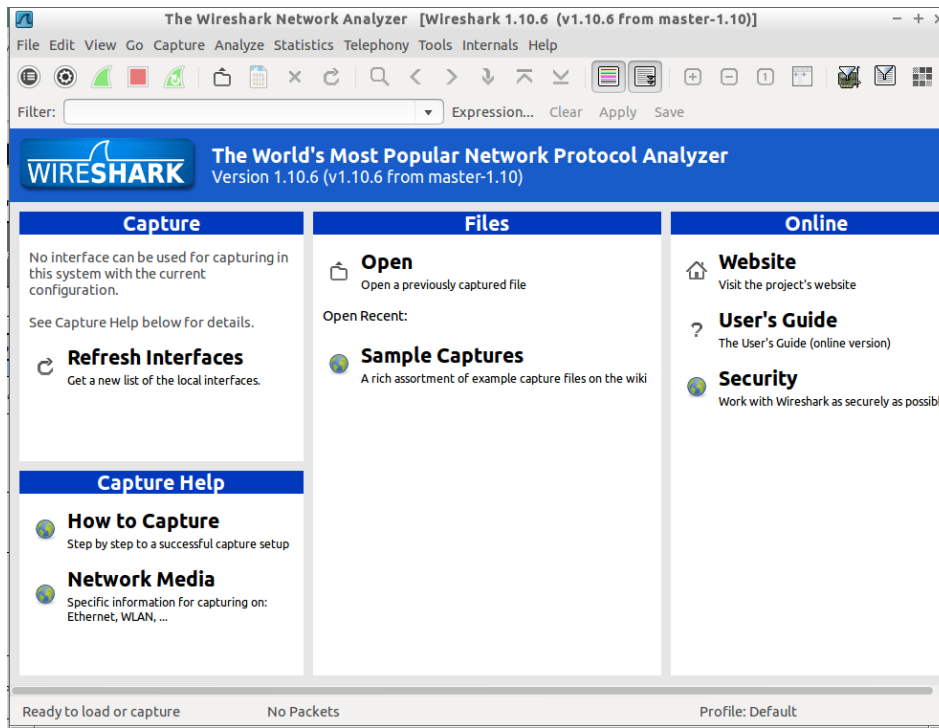 The Wireshark Network Analyzer [Wireshark 1.10.6 (v1.10.6 from master-1.10)]
File Edit View Go Capture Analyze Statistics Telephony Tools Internals Help
Filter: Expression... Clear Apply Save
WIRESHARK
The World's Most Popular Network Protocol Analyzer
Version 1.10.6 (v1.10.6 from master-1.10)
Capture
No interface can be used for capturing in
this system with the current
configuration.
See Capture Help below for details.
Refresh Interfaces
Get a new list of the local interfaces.
Capture Help
How to Capture
Step by step to a successful capture setup
Network Media
Specific information for capturing on:
Ethernet, WLAN, ...
Files
Open
Open a previously captured file
Open Recent:
Sample Captures
A rich assortment of example capture files on the wiki
Online
Website
Visit the project's website
User's Guide
The User's Guide (online version)
Security
Work with Wireshark as securely as possibl
Ready to load or capture
No Packets
Profile: Default